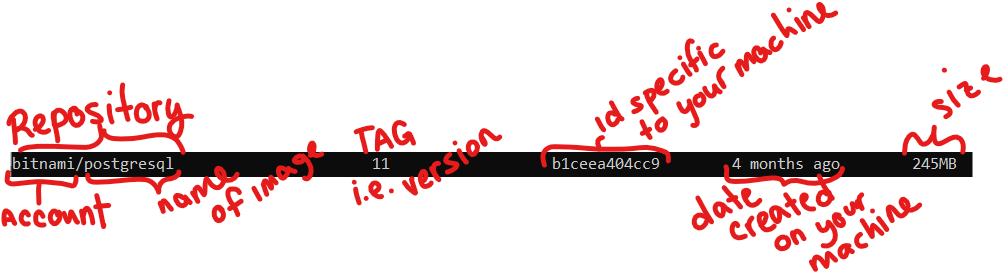 Repository
TAG
id specific
to your machine
size
bitnami/postgresql 11 b1ceea404cc9 4 months ago 245MB
account
name
of image
i.e. version
date
created
on your
machine